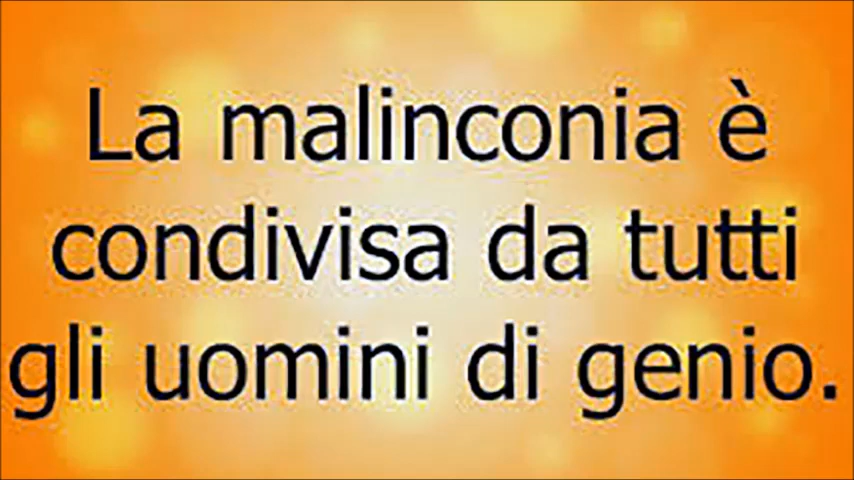 La malinconia è
condivisa da tutti
gli uomini di genio.